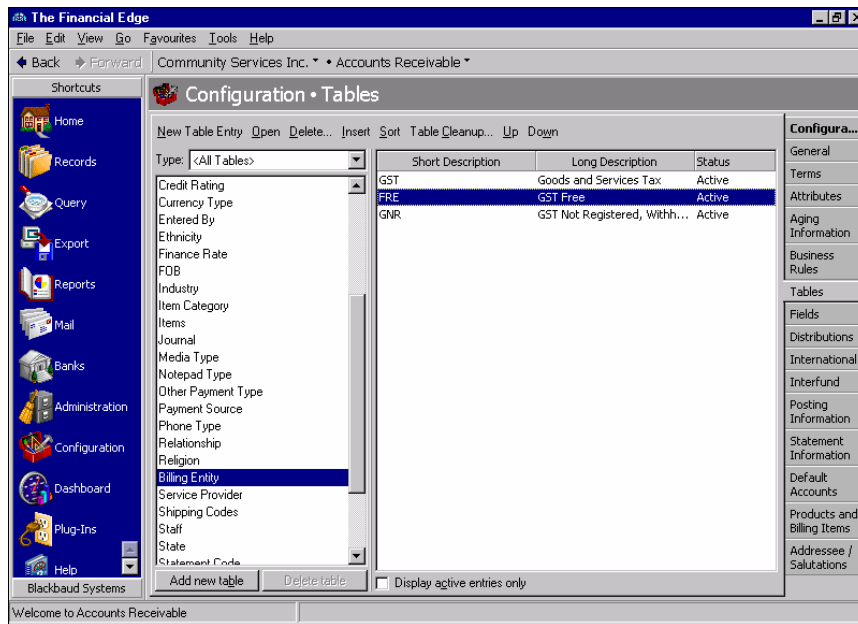 The Financial Edge
File Edit View Go Favourites Tools Help
Back Forward Community Services Inc. • Accounts Receivable
Shortcuts
Home
Records
Query
Export
Reports
Mail
Banks
Administration
Configuration
Dashboard
Plug-Ins
Help
Blackbaud Systems
Configuration • Tables
New Table Entry Open Delete... Insert Sort Table Cleanup... Up Down
Type: <All Tables>
Credit Rating
Currency Type
Entered By
Ethnicity
Finance Rate
FOB
Industry
Item Category
Items
Journal
Media Type
Notepad Type
Other Payment Type
Payment Source
Phone Type
Relationship
Religion
Billing Entity
Service Provider
Shipping Codes
Staff
State
Statement Code
Add new table Delete table
Short Description Long Description Status
GST Goods and Services Tax Active
FRE GST Free Active
GNR GST Not Registered, Withh... Active
Display active entries only
Configura...
General
Terms
Attributes
Aging
Information
Business
Rules
Tables
Fields
Distributions
International
Interfund
Posting
Information
Statement
Information
Default
Accounts
Products and
Billing Items
Addressee /
Salutations
Welcome to Accounts Receivable